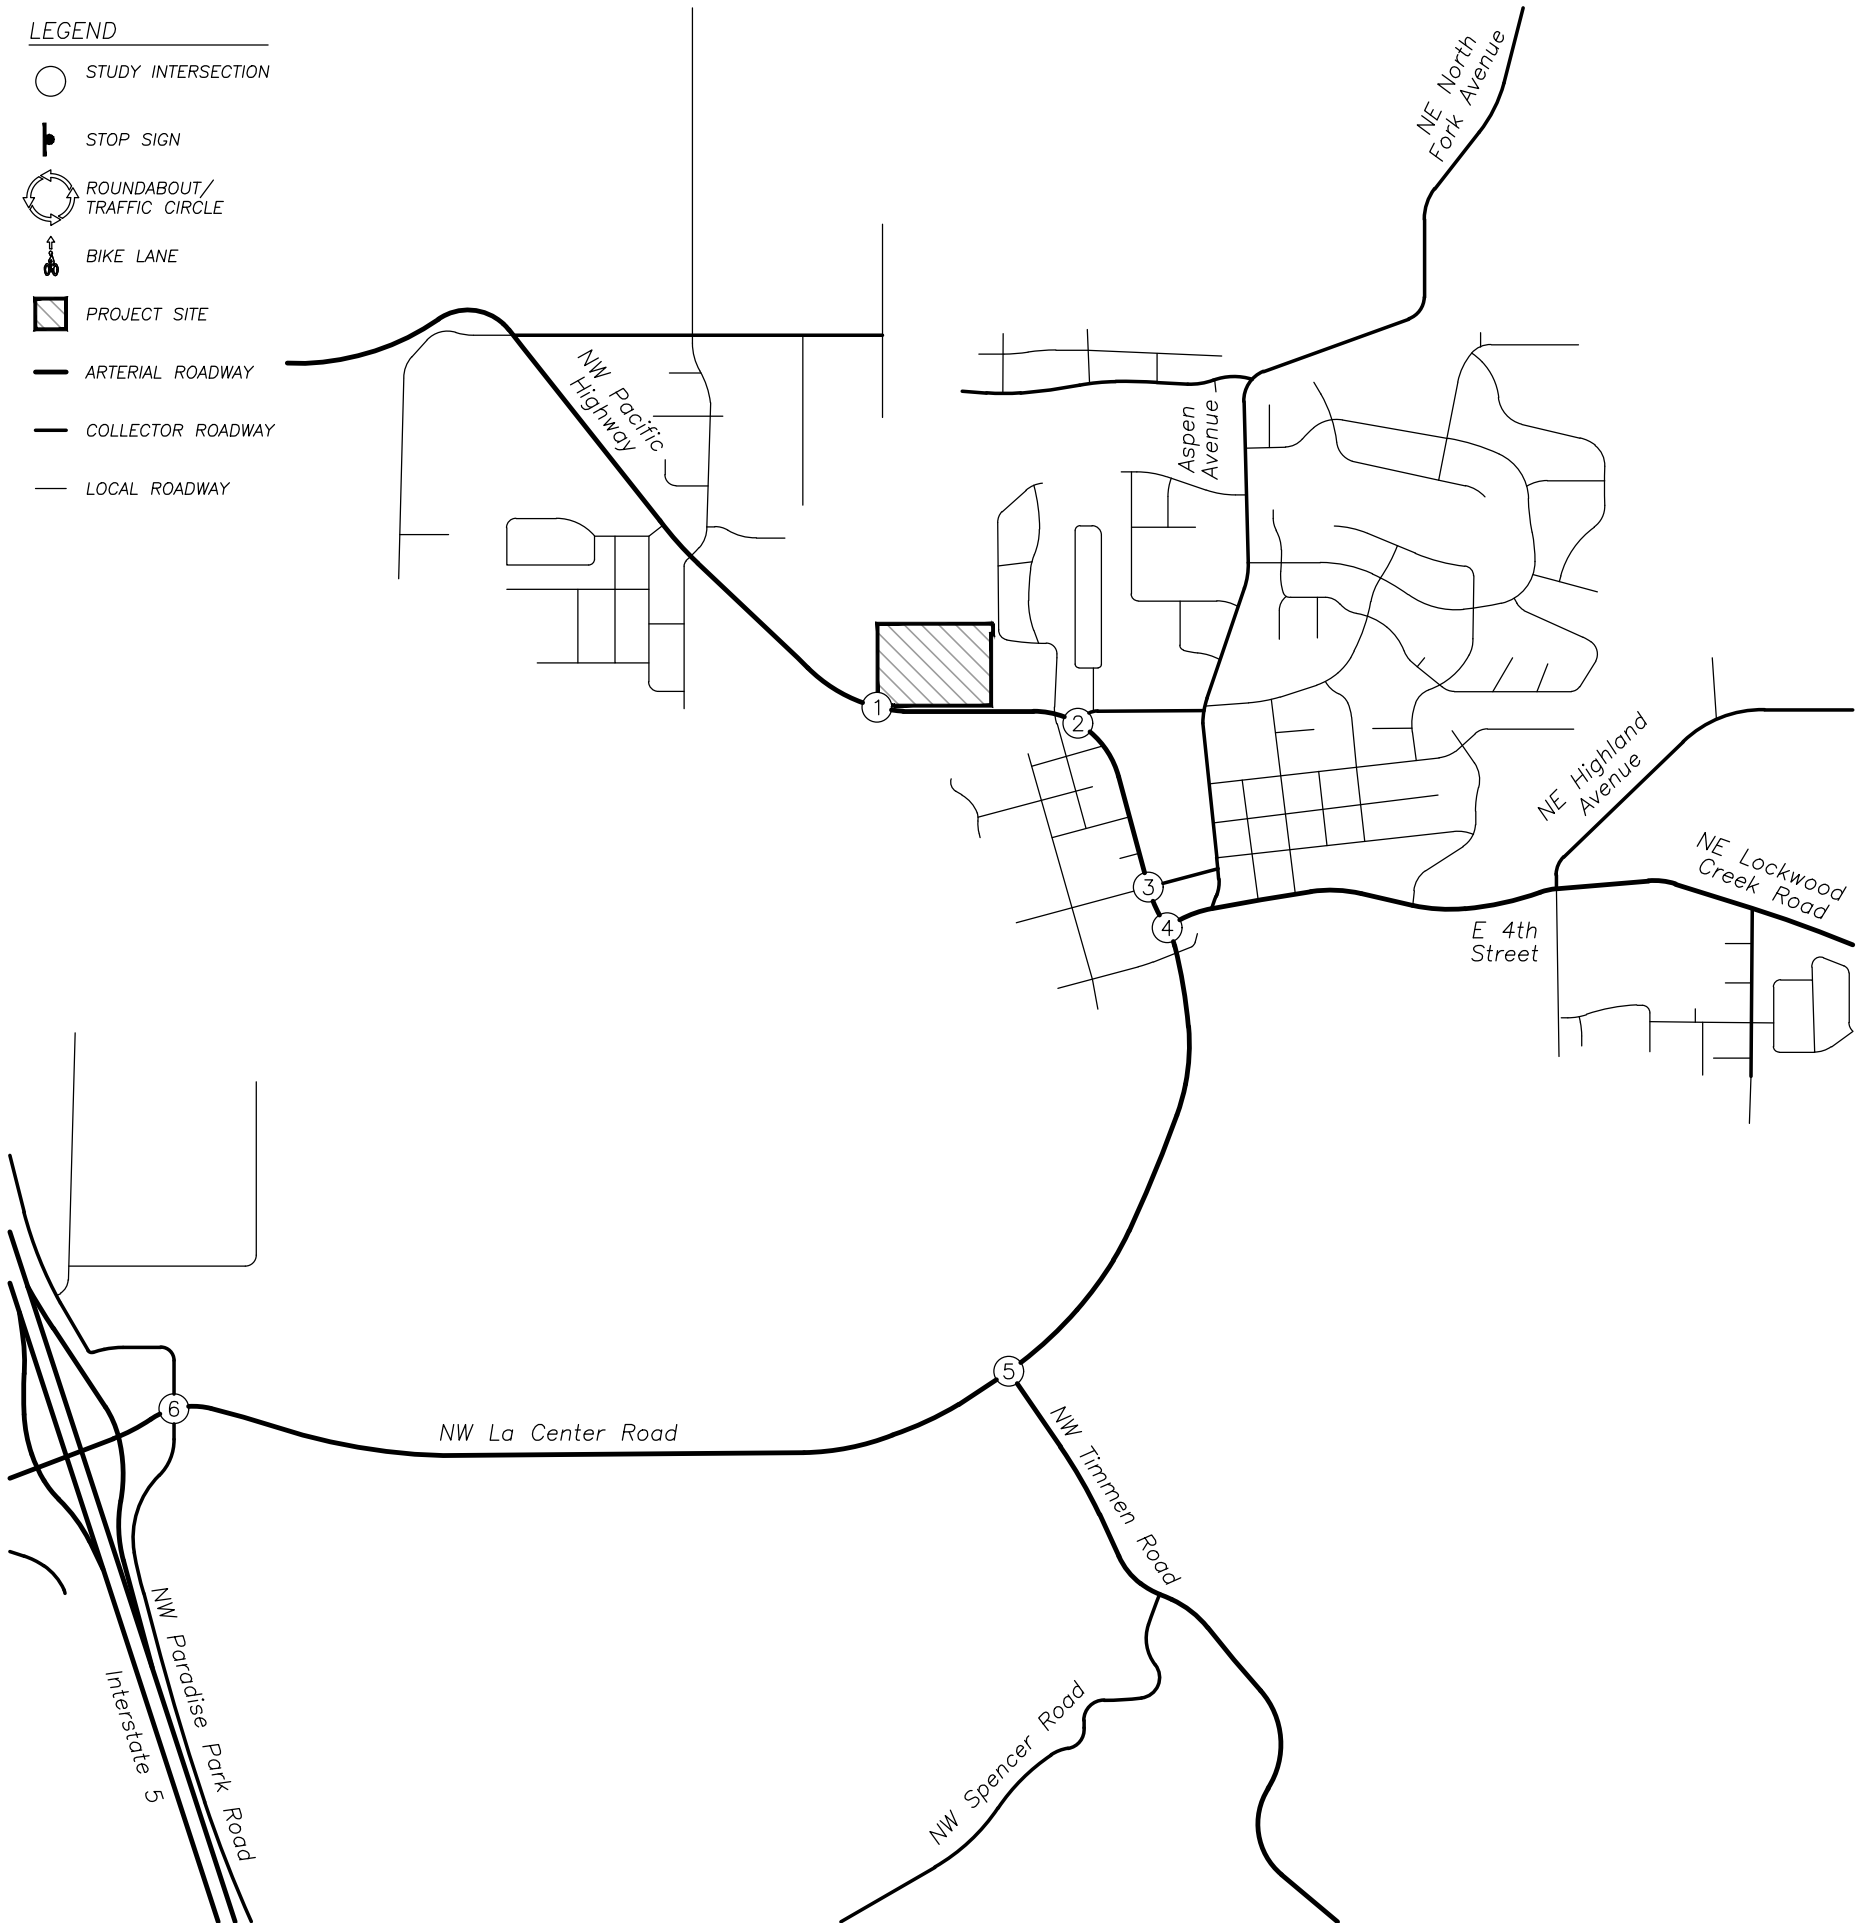 LEGEND
STUDY INTERSECTION
STOP SIGN
ROUNDABOUT/
TRAFFIC CIRCLE
BIKE LANE
PROJECT SITE
ARTERIAL ROADWAY
COLLECTOR ROADWAY
LOCAL ROADWAY
NE North
Fork Avenue
NW Pacific
Highway
Aspen
Avenue
1
2
NE Highland
Avenue
NE Lockwood
Creek Road
3
4
E 4th
Street
5
6
NW La Center Road
NW Timmen Road
NW Paradise Park Road
Interstate 5
NW Spencer Road